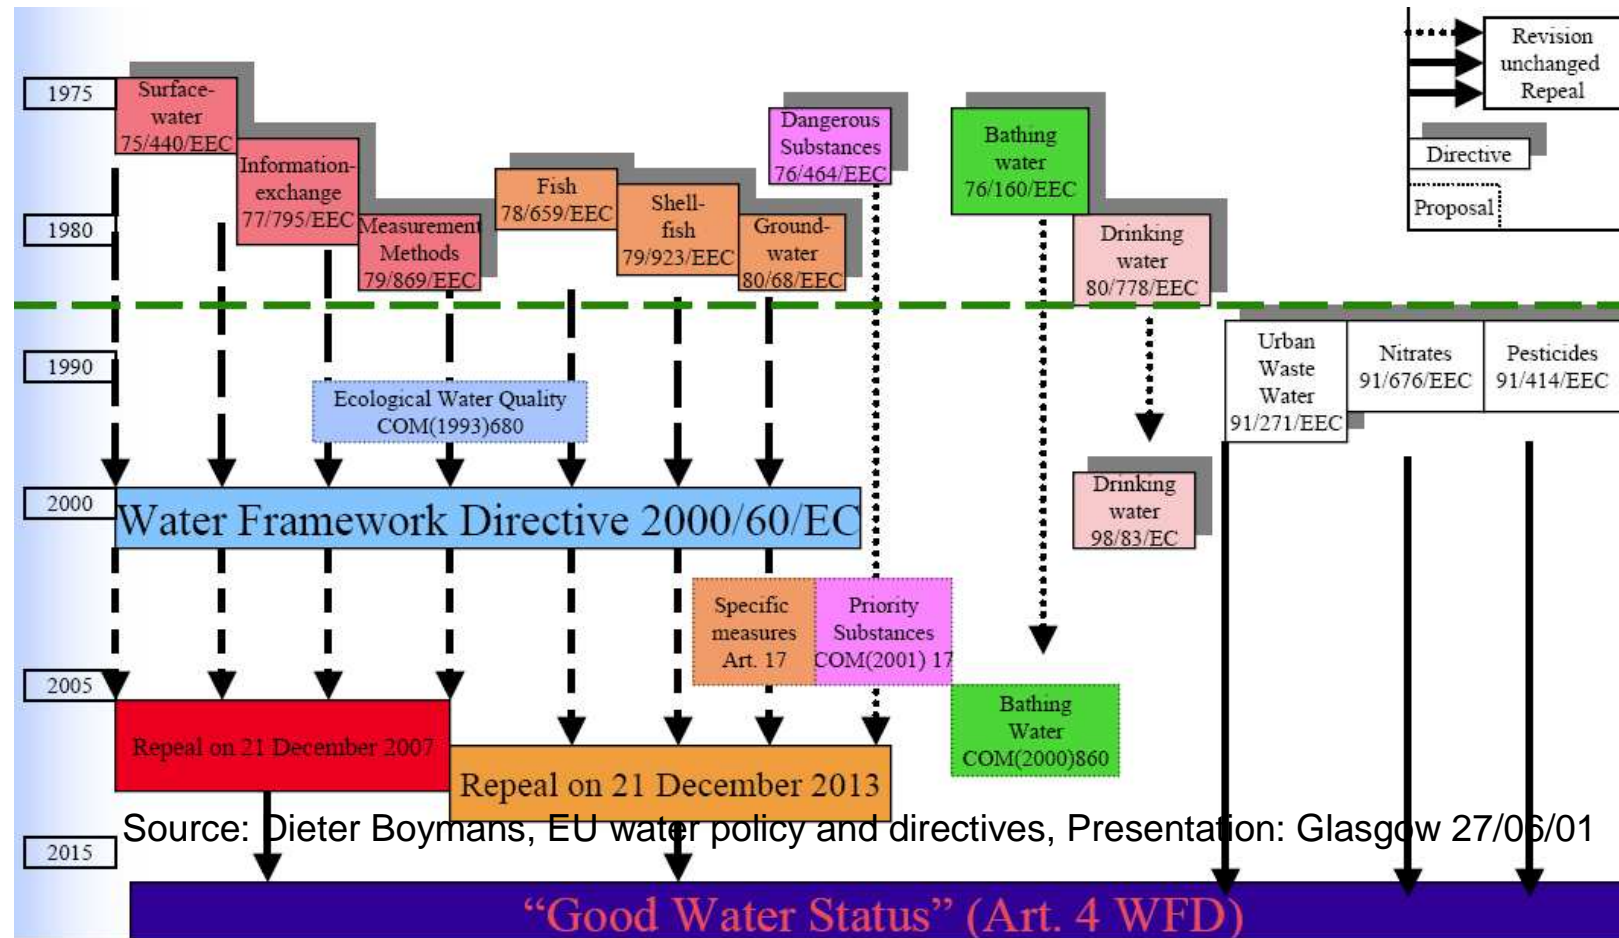 1975
1980
1990
2000
2005
2015
Surface-
water
75/440/EEC
Information-
exchange
77/795/EEC
Measurement
Methods
79/869/EEC
Fish
78/659/EEC
Shell-
fish
79/923/EEC
Ground-
water
80/68/EEC
Dangerous
Substances
76/464/EEC
Bathing
water
76/160/EEC
Drinking
water
80/778/EEC
Revision
unchanged
Repeal
Directive
Proposal
Urban
Waste
Water
91/271/EEC
Nitrates
91/676/EEC
Pesticides
91/414/EEC
Ecological Water Quality
COM(1993)680
Drinking
water
98/83/EC
Water Framework Directive 2000/60/EC
Specific
measures
Art. 17
Priority
Substances
COM(2001) 17
Bathing
Water
COM(2000)860
Repeal on 21 December 2007
Repeal on 21 December 2013
Source: Dieter Boymans, EU water policy and directives, Presentation: Glasgow 27/06/01
“Good Water Status” (Art. 4 WFD)